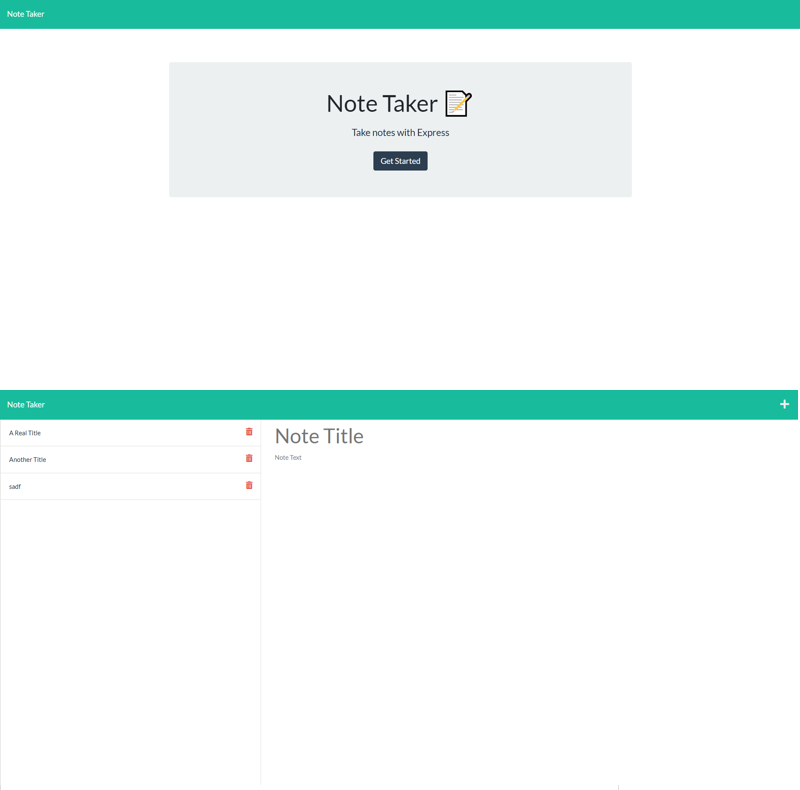 Note Taker
Note Taker
Take notes with Express
Get Started
Note Taker
A Real Title
Another Title
sadf
Note Title
Note Text